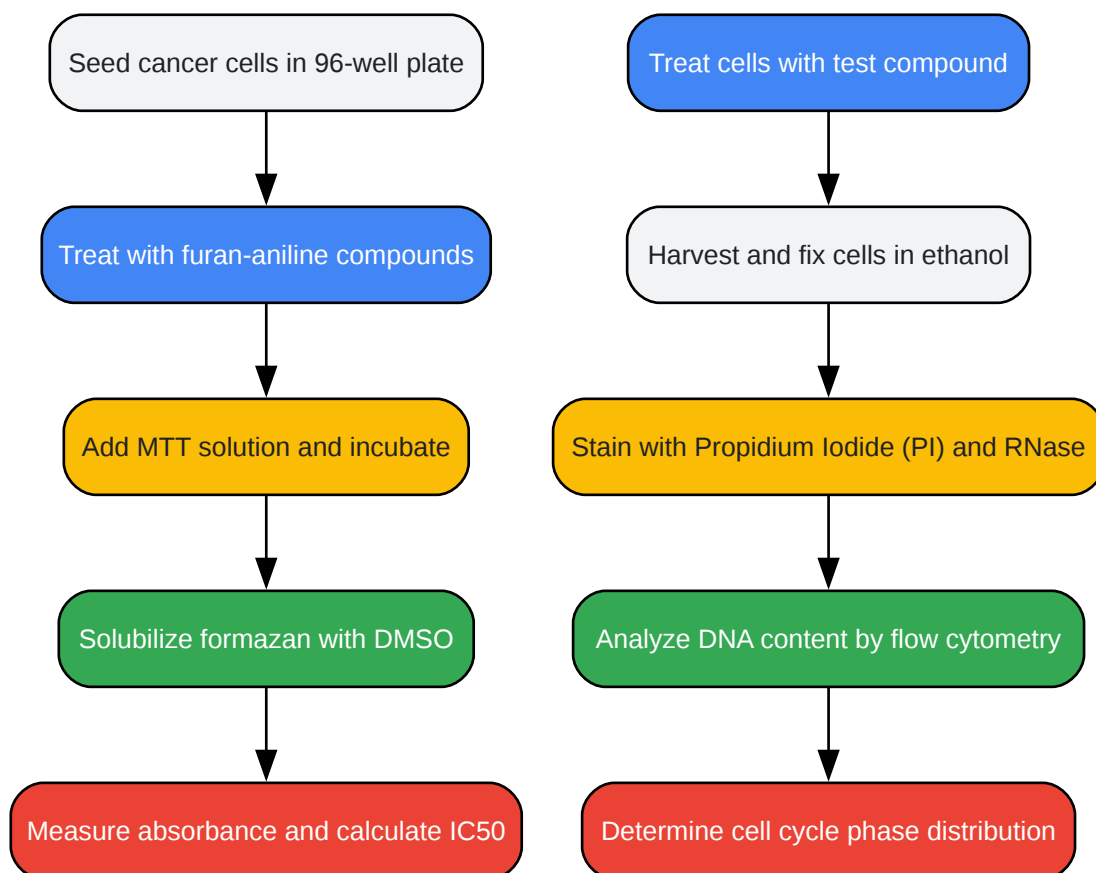 Seed cancer cells in 96-well plate
Treat with furan-aniline compounds
Add MTT solution and incubate
Solubilize formazan with DMSO
Measure absorbance and calculate IC50
Treat cells with test compound
Harvest and fix cells in ethanol
Stain with Propidium Iodide (PI) and RNase
Analyze DNA content by flow cytometry
Determine cell cycle phase distribution